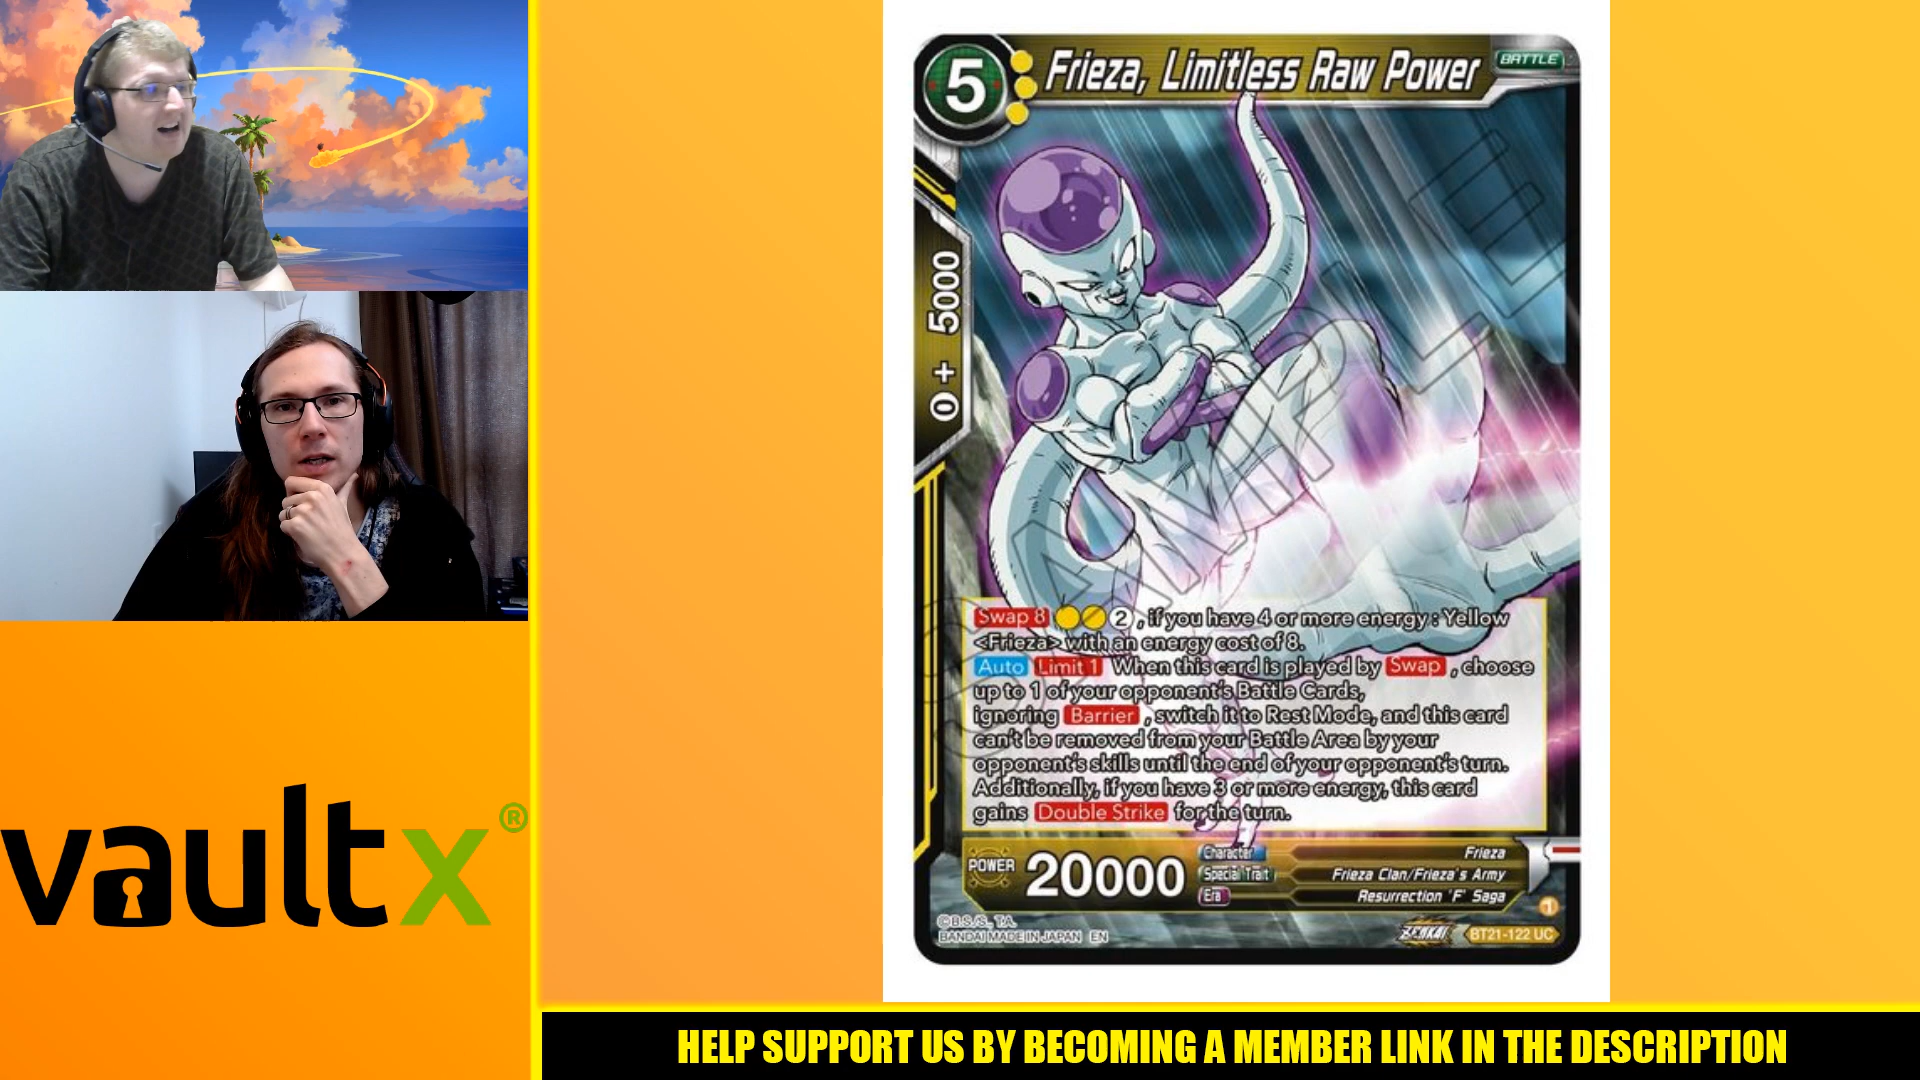 5
Frieza, Limitless Raw Power
BATTLE
0 + 5000
SAMPLE
Swap 8 2 , if you have 4 or more energy : Yellow
<Frieza> with an energy cost of 8.
Auto Limit 1 When this card is played by Swap , choose
up to 1 of your opponent's Battle Cards,
ignoring Barrier , switch it to Rest Mode, and this card
can't be removed from your Battle Area by your
opponent's skills until the end of your opponent's turn.
Additionally, if you have 3 or more energy, this card
gains Double Strike for the turn.
POWER 20000
Character Frieza
Special Trait Frieza Clan/Frieza's Army
Era Resurrection 'F' Saga
1
©B.S./S., T.A.
BANDAI MADE IN JAPAN EN
ZENKAI BT21-122 UC
vaultx®
HELP SUPPORT US BY BECOMING A MEMBER LINK IN THE DESCRIPTION